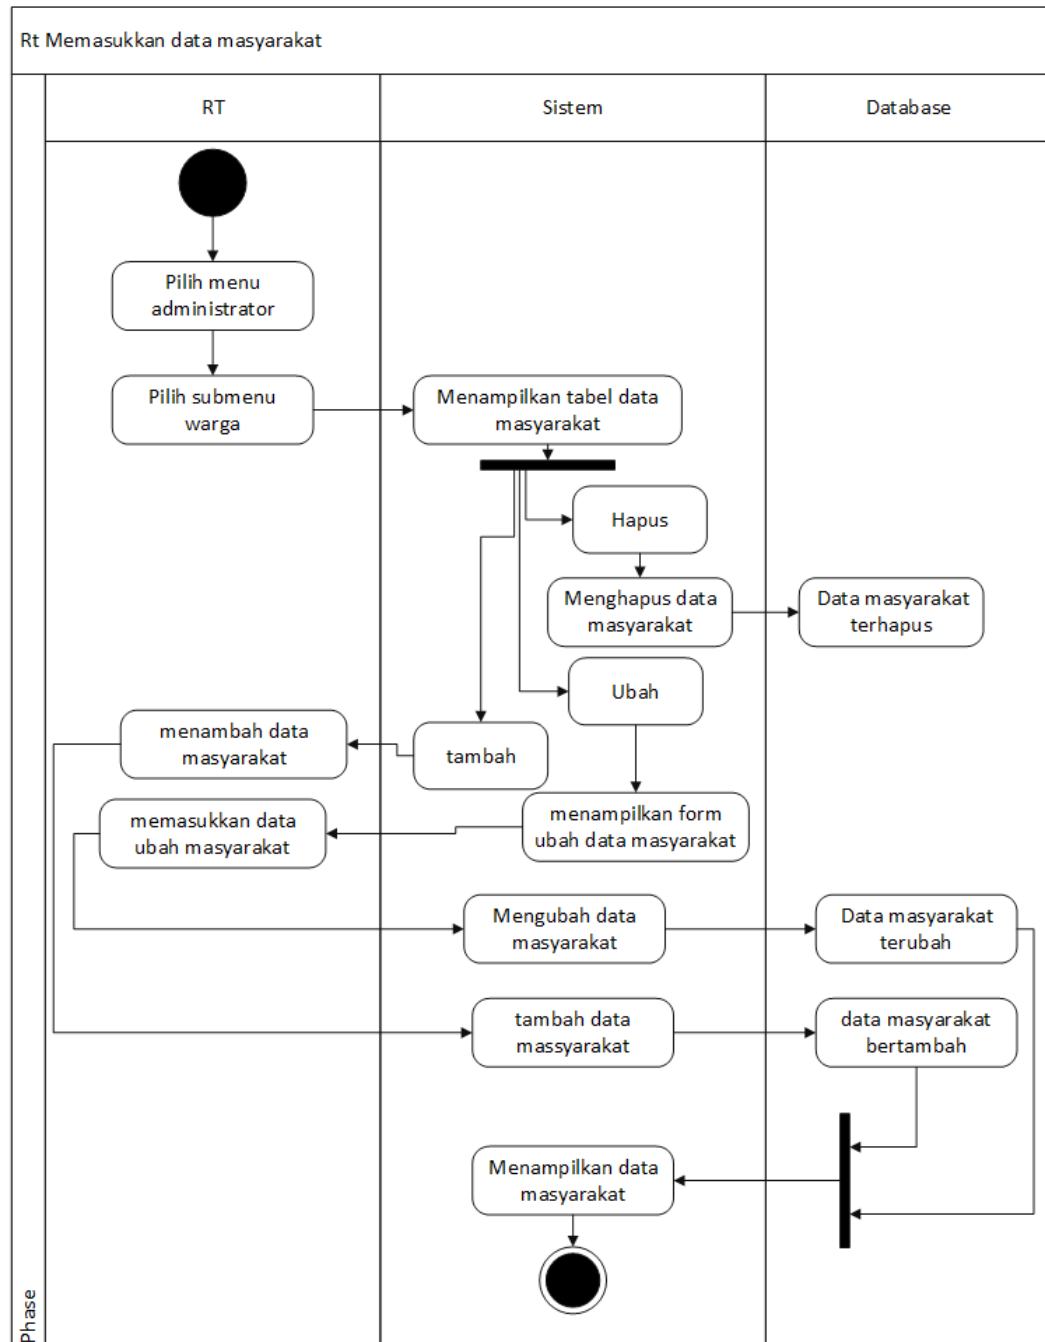 Rt Memasukkan data masyarakat
RT
Sistem
Database
Pilih menu
administrator
Pilih submenu
warga
Menampilkan tabel data
masyarakat
Hapus
Menghapus data
masyarakat
Data masyarakat
terhapus
Ubah
menambah data
masyarakat
tambah
memasukkan data
ubah masyarakat
menampilkan form
ubah data masyarakat
Mengubah data
masyarakat
Data masyarakat
terubah
tambah data
massyarakat
data masyarakat
bertambah
Menampilkan data
masyarakat
Phase